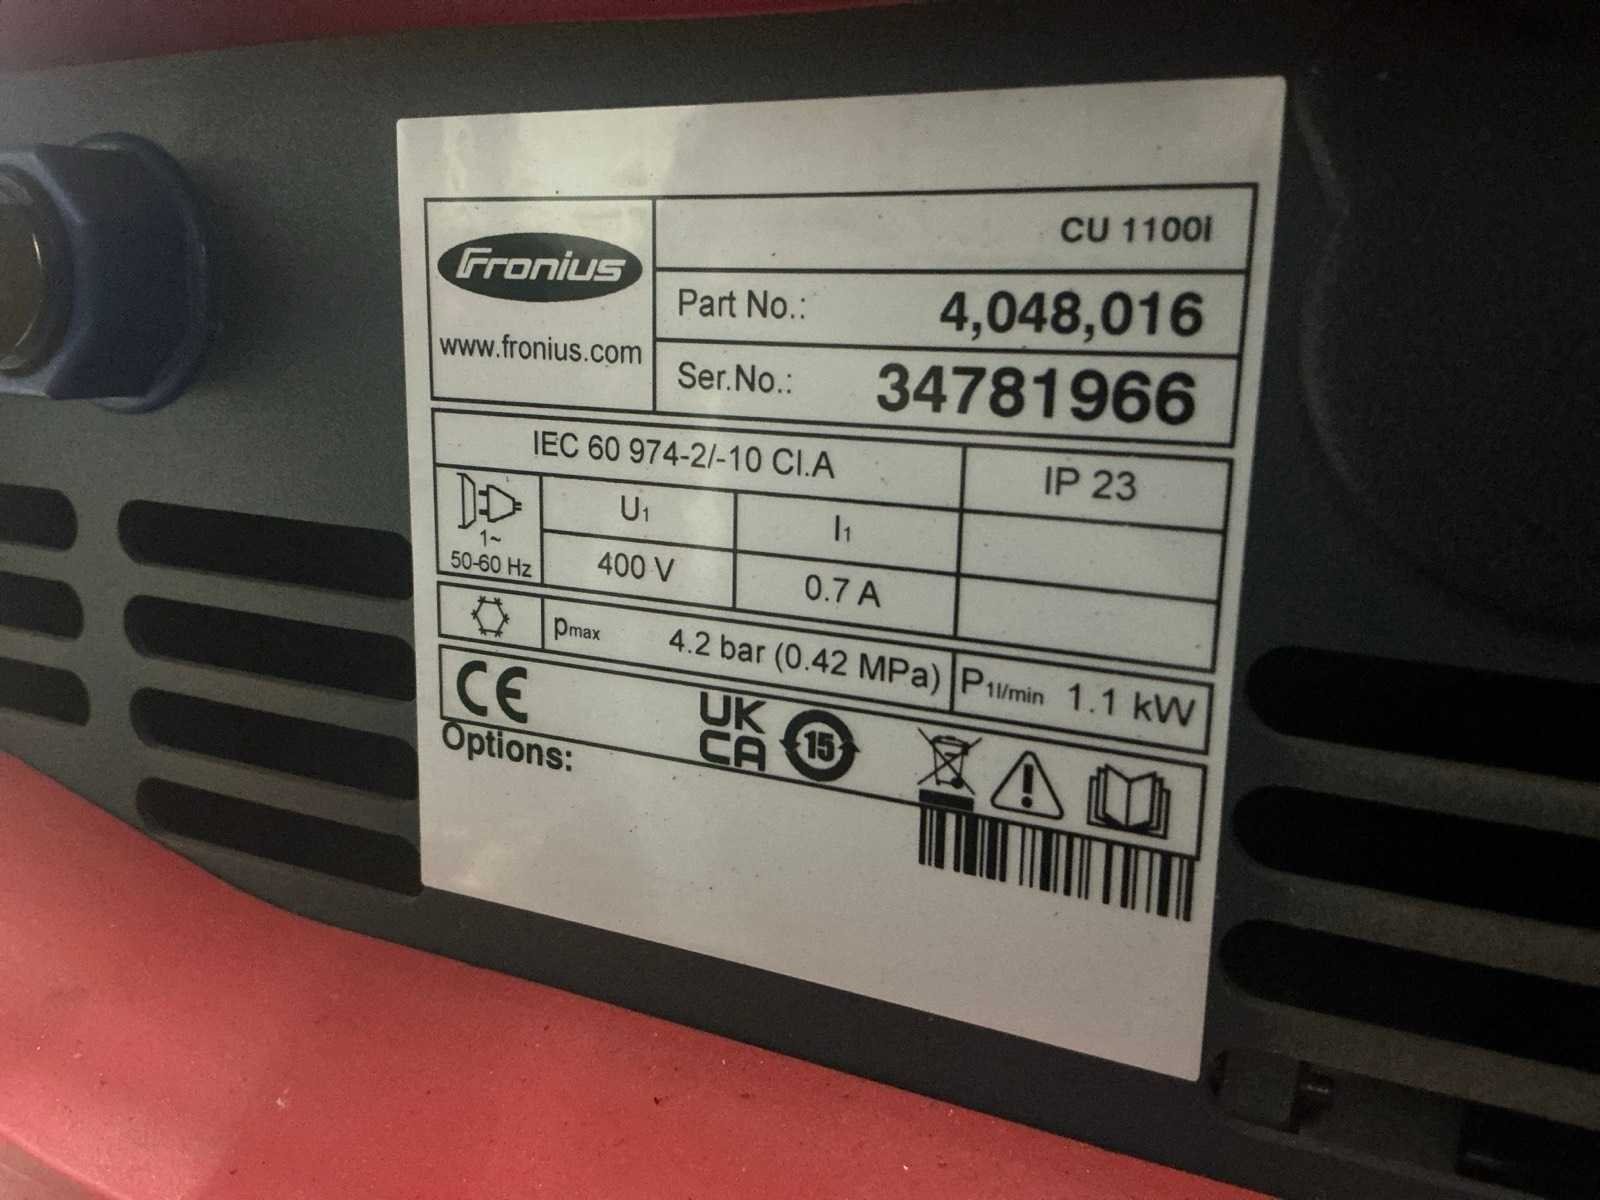 CU 1100i
Fronius
Part No.: 4,048,016
www.fronius.com
Ser.No.: 34781966
IEC 60 974-2/-10 Cl.A
IP 23
U1
I1
1~
50-60 Hz
400 V
0.7 A
pmax 4.2 bar (0.42 MPa)
P1l/min 1.1 kW
CE
UK
CA
15
Options: